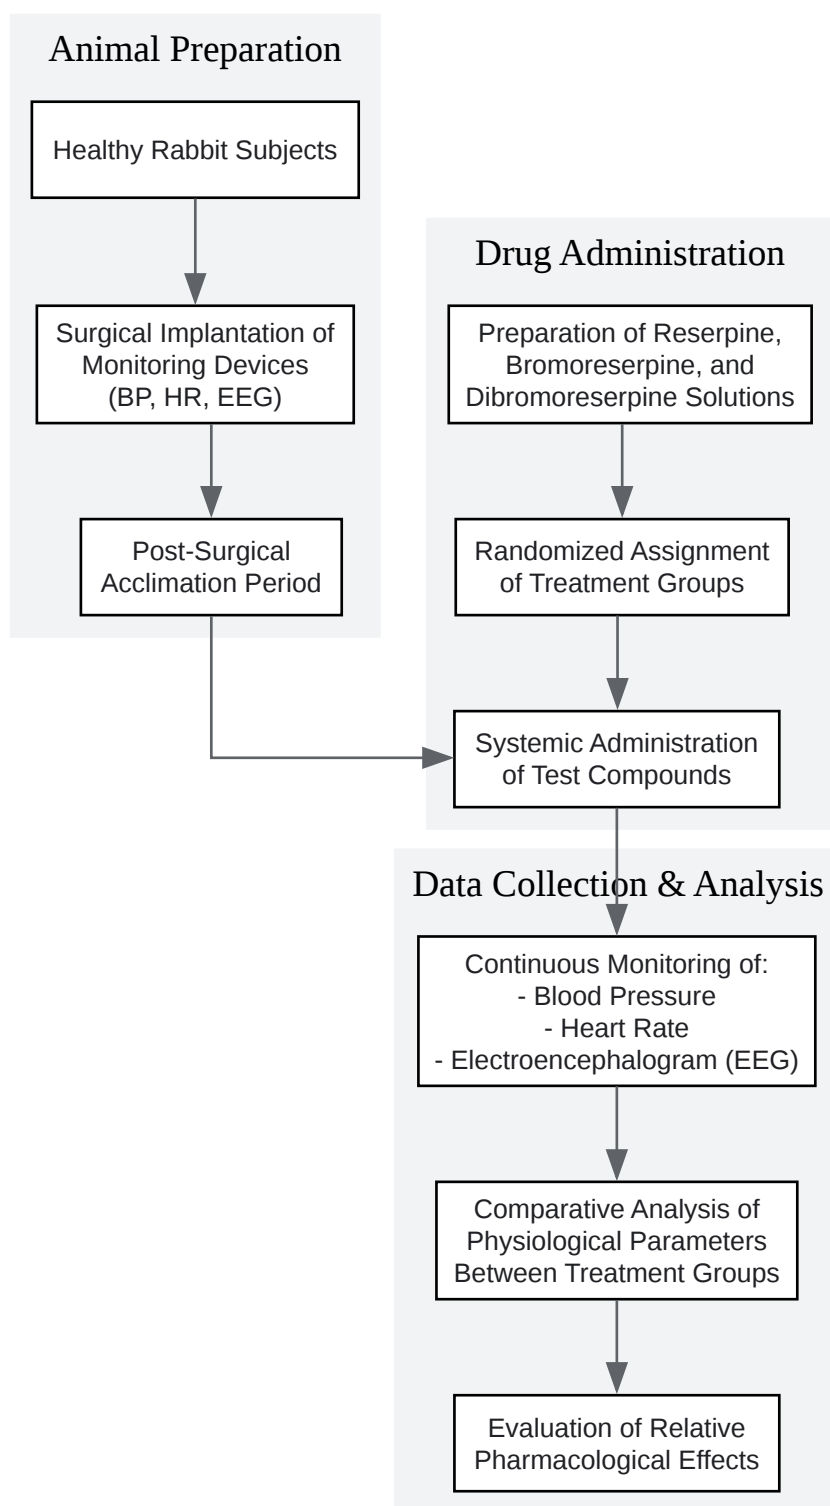 Animal Preparation
Healthy Rabbit Subjects
Surgical Implantation of
Monitoring Devices
(BP, HR, EEG)
Post-Surgical
Acclimation Period
Drug Administration
Preparation of Reserpine,
Bromoreserpine, and
Dibromoreserpine Solutions
Randomized Assignment
of Treatment Groups
Systemic Administration
of Test Compounds
Data Collection & Analysis
Continuous Monitoring of:
- Blood Pressure
- Heart Rate
- Electroencephalogram (EEG)
Comparative Analysis of
Physiological Parameters
Between Treatment Groups
Evaluation of Relative
Pharmacological Effects